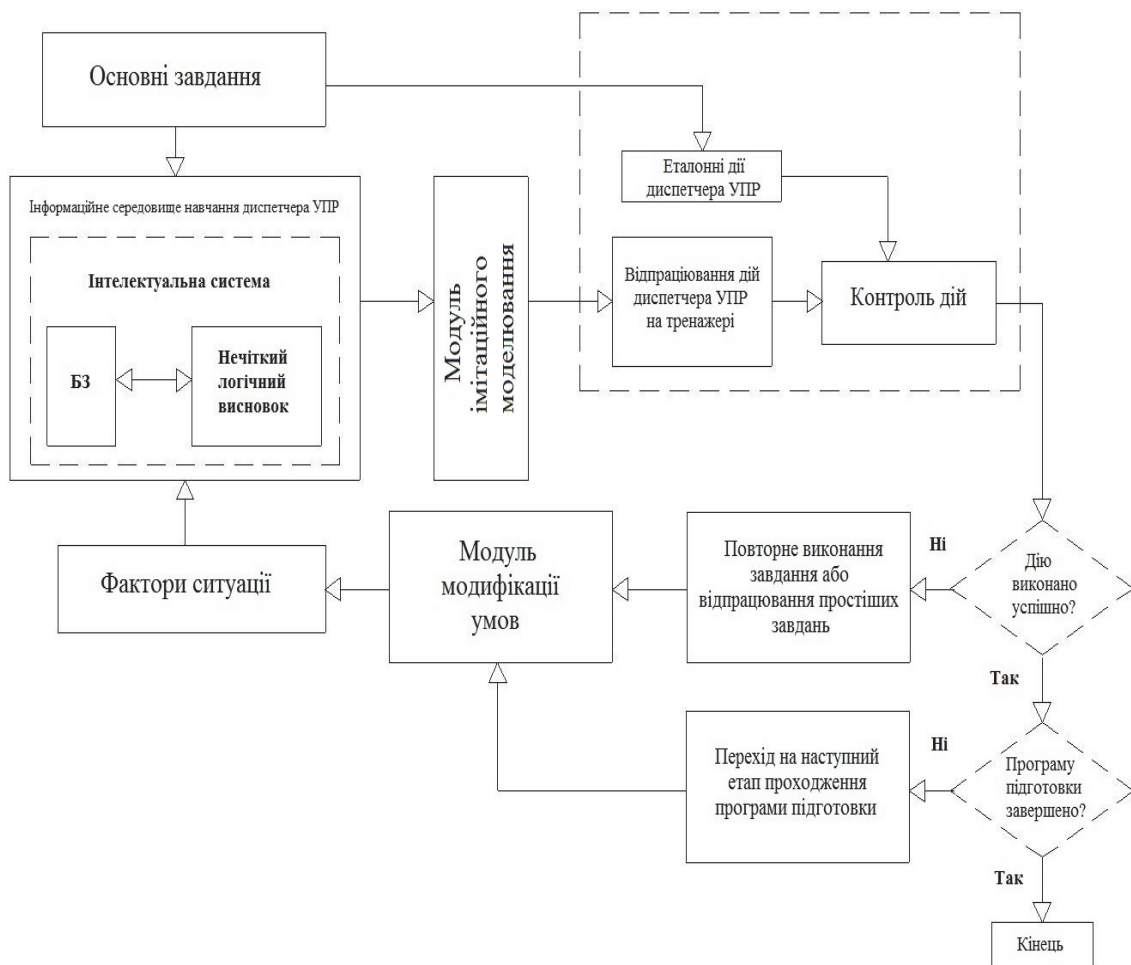 Основні завдання
Еталонні дії
диспетчера УПР
Інформаційне середовище навчання диспетчера УПР
Інтелектуальна система
БЗ
Нечіткий
логічний
висновок
Модуль
імітаційного
моделювання
Відпраціювання дій
диспетчера УПР
на тренажері
Контроль дій
Фактори ситуації
Модуль
модифікації
умов
Повторне виконання
завдання або
відпрацювання простіших
завдань
Ні
Дію
виконано
успішно?
Так
Перехід на наступний
етап проходження
програми підготовки
Ні
Програму
підготовки
завершено?
Так
Кінець